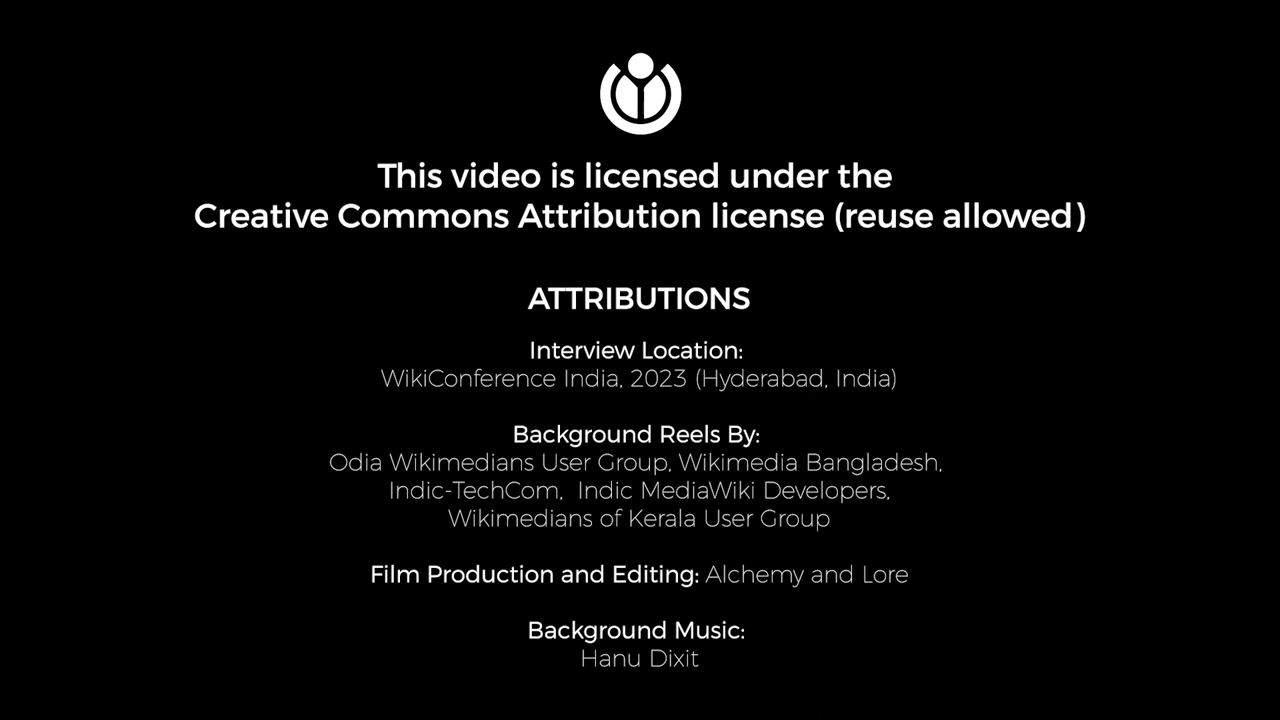 This video is licensed under the
Creative Commons Attribution license (reuse allowed)
ATTRIBUTIONS
Interview Location:
WikiConference India, 2023 (Hyderabad, India)
Background Reels By:
Odia Wikimedians User Group, Wikimedia Bangladesh,
Indic-TechCom,  Indic MediaWiki Developers,
Wikimedians of Kerala User Group
Film Production and Editing: Alchemy and Lore
Background Music:
Hanu Dixit